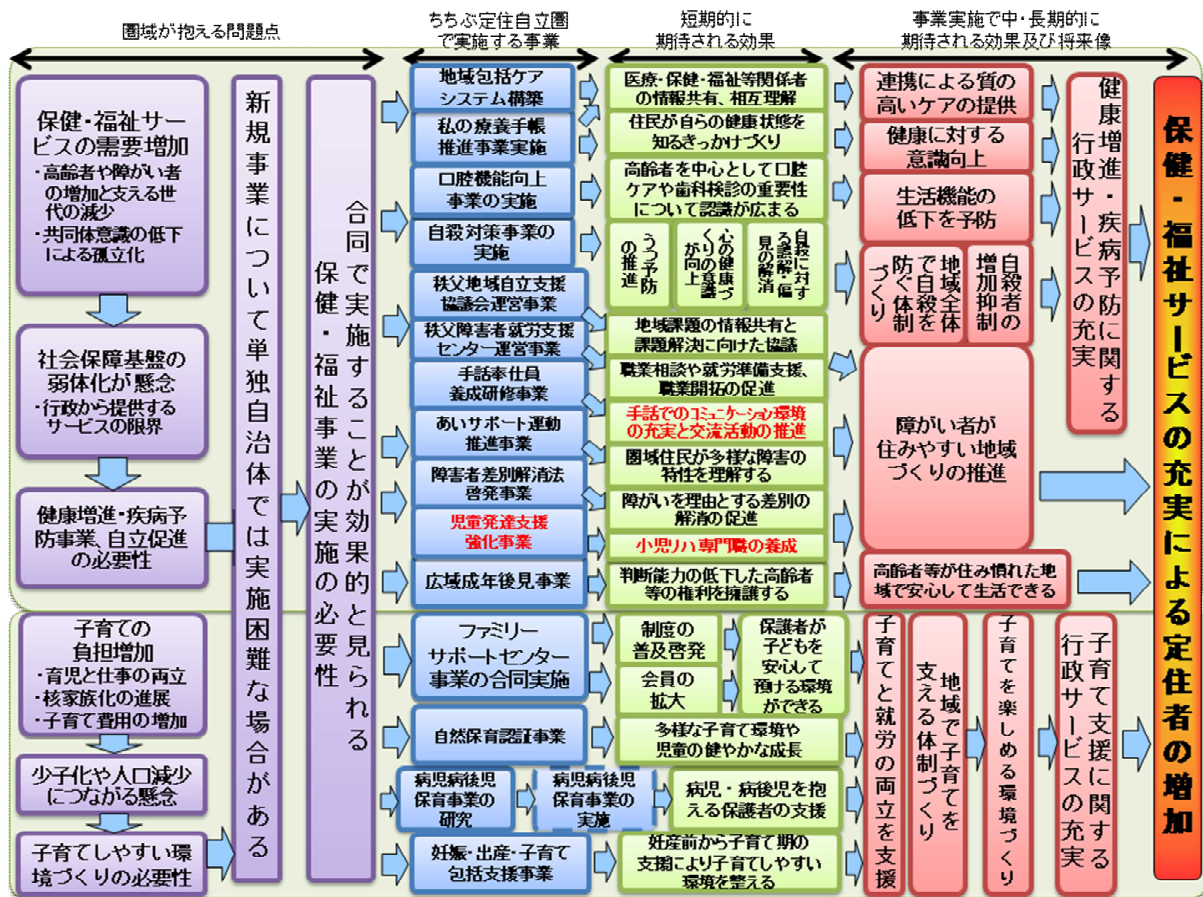 圏域が抱える問題点
ちちぶ定住自立圏
で実施する事業
短期的に
期待される効果
事業実施で中・長期的に
期待される効果及び将来像
保健・福祉サー
ビスの需要増加
・高齢者や障がい者
の増加と支える世
代の減少
・共同体意識の低下
による孤立化
社会保障基盤の
弱体化が懸念
・行政から提供する
サービスの限界
健康増進・疾病予
防事業、自立促進
の必要性
子育ての
負担増加
・育児と仕事の両立
・核家族化の進展
・子育て費用の増加
少子化や人口減少
につながる懸念
子育てしやすい環
境づくりの必要性
新規事業について単独自治体では実施困難な場合がある
合同で実施することが効果的と見られる
保健・福祉事業の実施の必要性
地域包括ケア
システム構築
私の療養手帳
推進事業実施
口腔機能向上
事業の実施
自殺対策事業の
実施
秩父地域自立支援
協議会運営事業
秩父障害者就労支援
センター運営事業
手話奉仕員
養成研修事業
あいサポート運動
推進事業
障害者差別解消法
啓発事業
児童発達支援
強化事業
広域成年後見事業
ファミリー
サポートセンター
事業の合同実施
自然保育認証事業
病児病後児
保育事業の
研究
病児病後児
保育事業の
実施
妊娠・出産・子育て
包括支援事業
医療・保健・福祉等関係者
の情報共有、相互理解
住民が自らの健康状態を
知るきっかけづくり
高齢者を中心として口腔
ケアや歯科検診の重要性
について認識が広まる
うつ予防
の推進
心の健康づ
くりの意識
が向上
自殺に対す
る誤解・偏
見の解消
地域課題の情報共有と
課題解決に向けた協議
職業相談や就労準備支援、
職業開拓の促進
手話でのコミュニケーション環境
の充実と交流活動の推進
圏域住民が多様な障害の
特性を理解する
障がいを理由とする差別の
解消の促進
小児リハ専門職の養成
判断能力の低下した高齢者
等の権利を擁護する
制度の
普及啓発
会員の
拡大
保護者が
子どもを
安心して
預ける環境
ができる
多様な子育て環境や
児童の健やかな成長
病児・病後児を抱
える保護者の支援
妊産前から子育て期の
支援により子育てしやすい
環境を整える
連携による質の
高いケアの提供
健康に対する
意識向上
生活機能の
低下を予防
地域全体
で自殺を
防ぐ体制
づくり
自殺者の
増加抑制
障がい者が
住みやすい地域
づくりの推進
高齢者等が住み慣れた地
域で安心して生活できる
子育てと就労の両立を支援
地域で子育てを
支える体制づくり
子育てを楽しめる環境づくり
健康増進・疾病予防に関する
行政サービスの充実
子育て支援に関する
行政サービスの充実
保健・福祉サービスの充実による定住者の増加